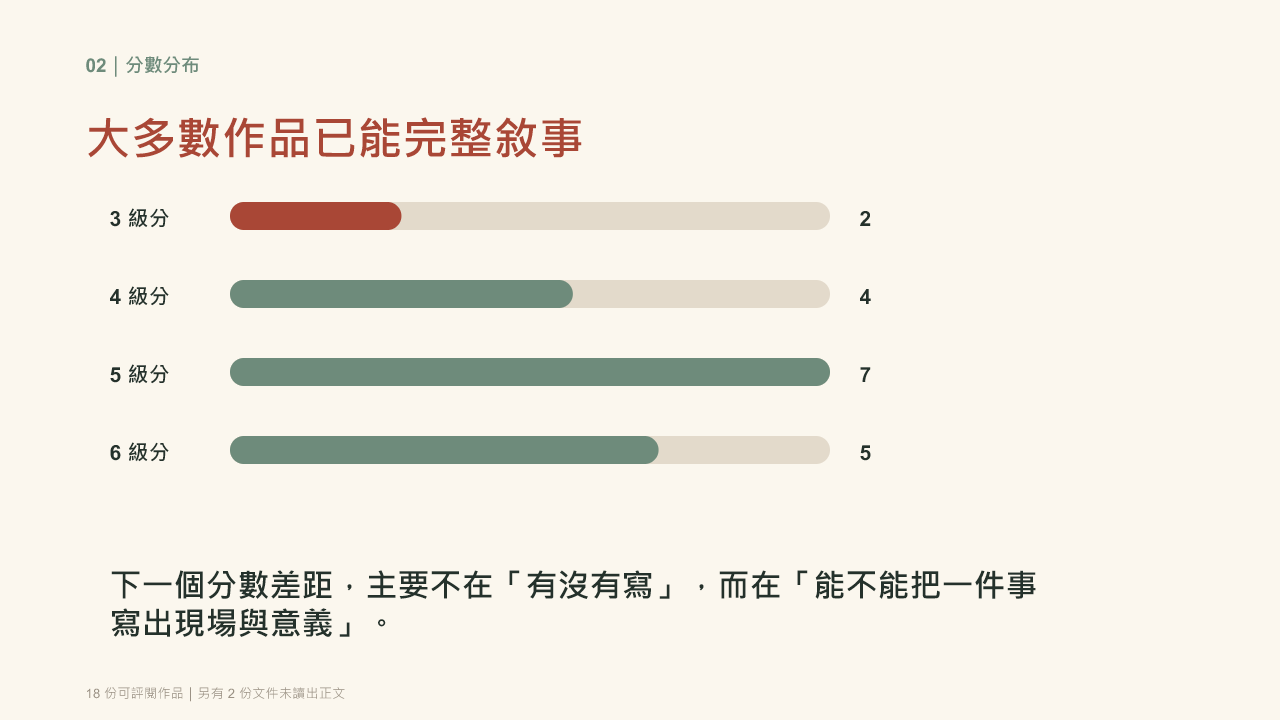 02｜分數分布
大多數作品已能完整敘事
3 級分 2
4 級分 4
5 級分 7
6 級分 5
下一個分數差距，主要不在「有沒有寫」，而在「能不能把一件事
寫出現場與意義」。
18 份可評閱作品｜另有 2 份文件未讀出正文